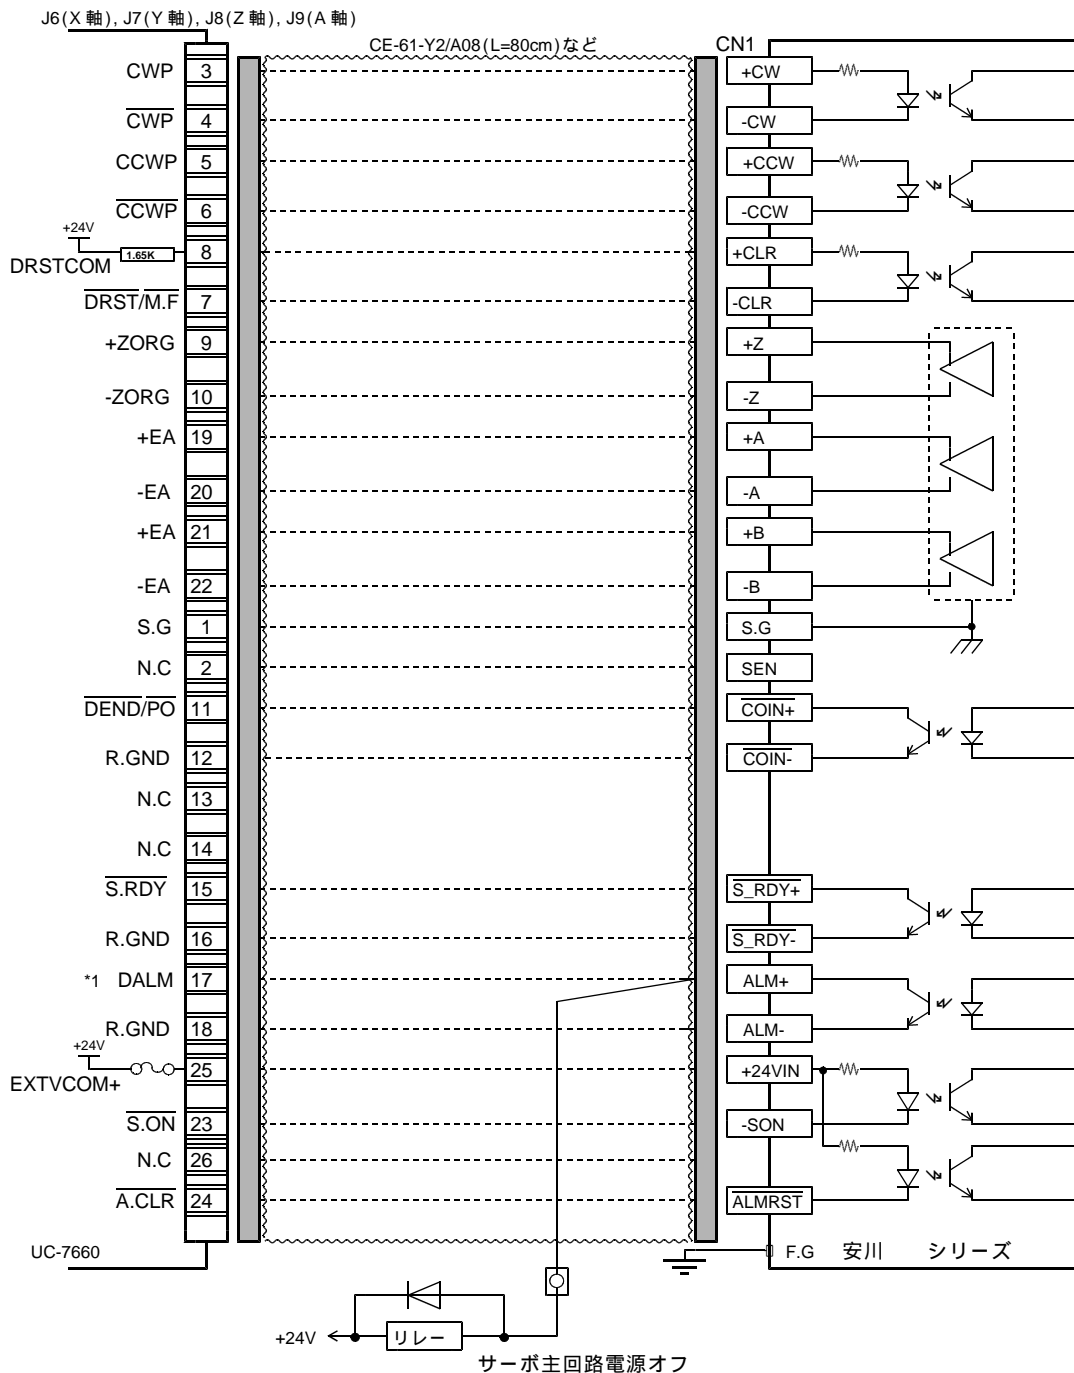 J6(X 軸), J7(Y 軸), J8(Z 軸), J9(A 軸)
CE-61-Y2/A08(L=80cm)など
CN1
CWP 3 +CW
CWP 4 -CW
CCWP 5 +CCW
CCWP 6 -CCW
+24V
1.65K 8 +CLR
DRSTCOM
DRST/M.F 7 -CLR
+ZORG 9 +Z
-ZORG 10 -Z
+EA 19 +A
-EA 20 -A
+EA 21 +B
-EA 22 -B
S.G 1 S.G
N.C 2 SEN
DEND/PO 11 COIN+
R.GND 12 COIN-
N.C 13
N.C 14
S.RDY 15 S_RDY+
R.GND 16 S_RDY-
*1 DALM 17 ALM+
R.GND 18 ALM-
+24V
25 +24VIN
EXTVCOM+
S.ON 23 -SON
N.C 26
A.CLR 24 ALMRST
UC-7660
F.G 安川 シリーズ
+24V リレー
サーボ主回路電源オフ